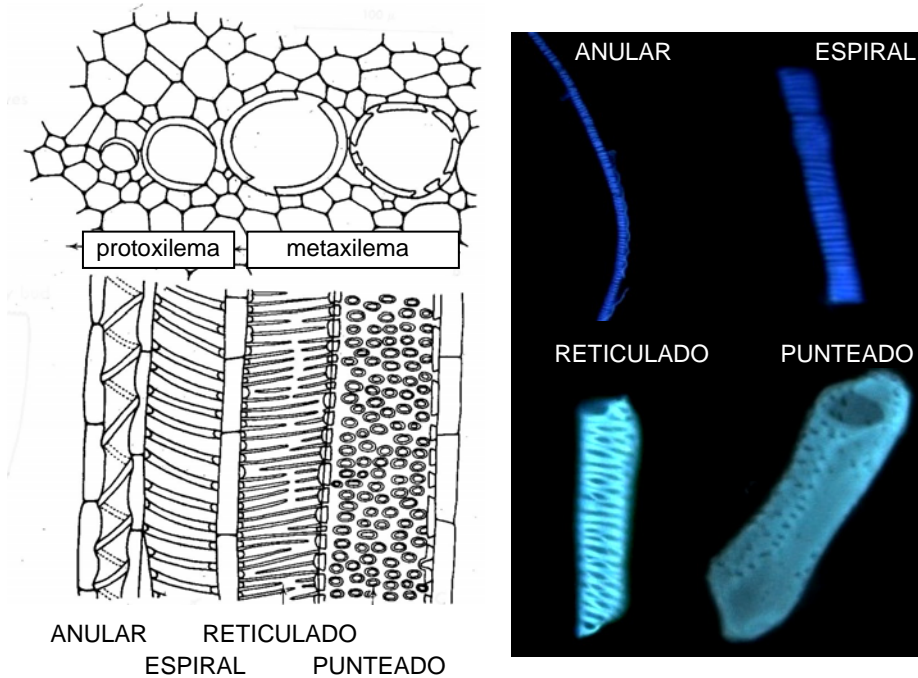 protoxilema metaxilema
ANULAR RETICULADO
ESPIRAL PUNTEADO
ANULAR ESPIRAL
RETICULADO PUNTEADO